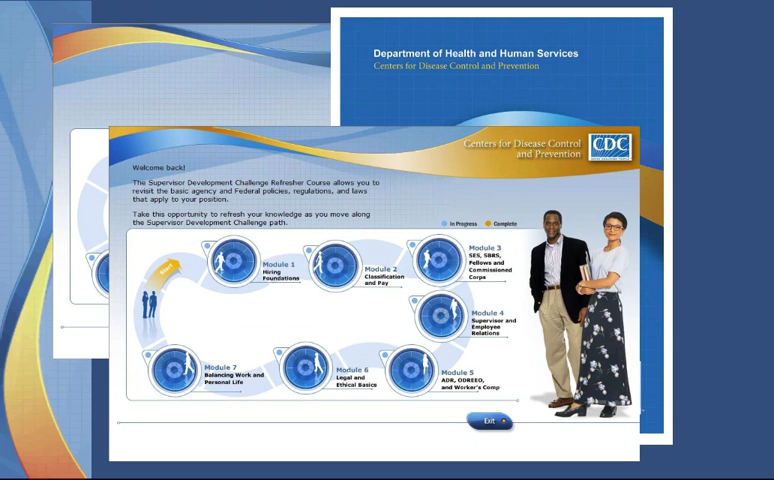 Department of Health and Human Services
Centers for Disease Control and Prevention
Centers for Disease Control
and Prevention
CDC
Welcome back!
The Supervisor Development Challenge Refresher Course allows you to
revisit the basic agency and Federal policies, regulations, and laws
that apply to your position.
Take this opportunity to refresh your knowledge as you move along
the Supervisor Development Challenge path.
In Progress
Complete
Start
Module 1
Hiring
Foundations
Module 2
Classification
and Pay
Module 3
SES, SBRS,
Fellows and
Commissioned
Corps
Module 4
Supervisor and
Employee
Relations
Module 5
ADR, ODREEO,
and Worker's Comp
Module 6
Legal and
Ethical Basics
Module 7
Balancing Work and
Personal Life
Exit